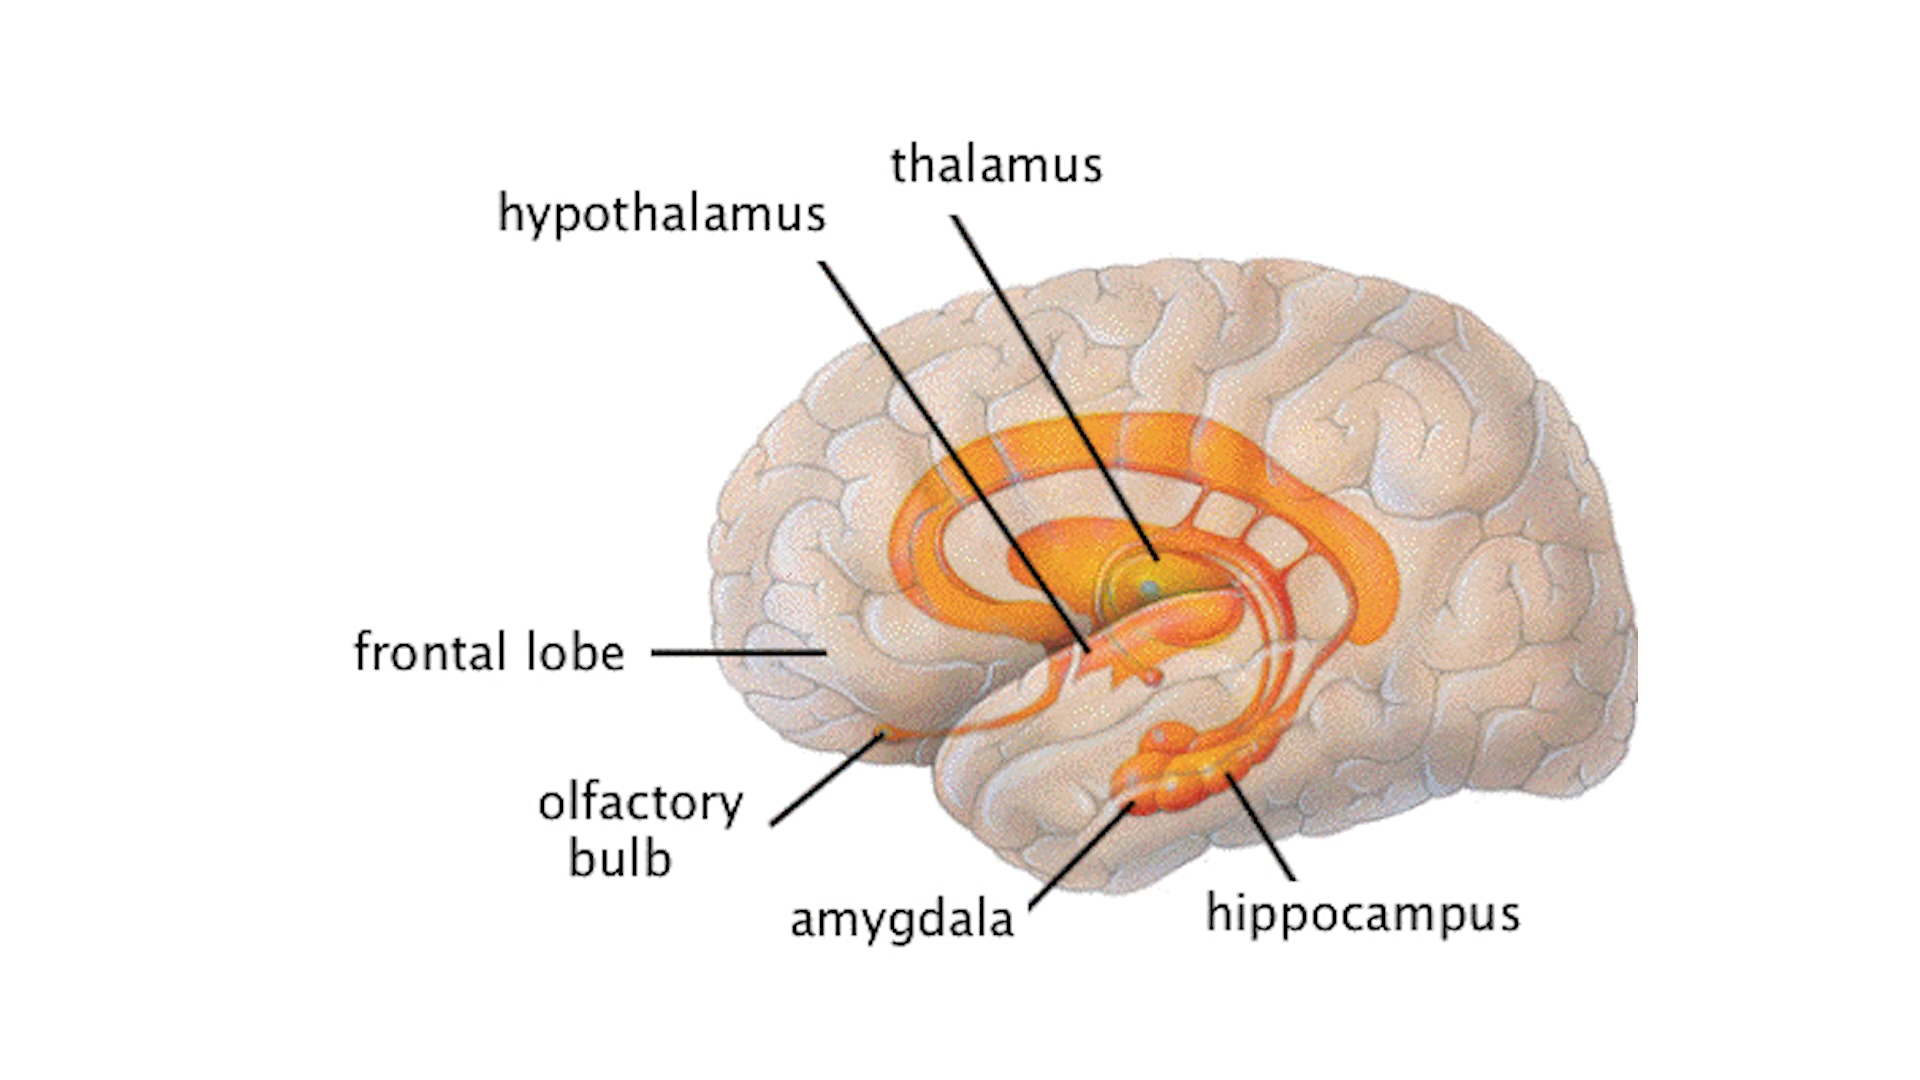 thalamus
hypothalamus
frontal lobe
olfactory
bulb
amygdala
hippocampus